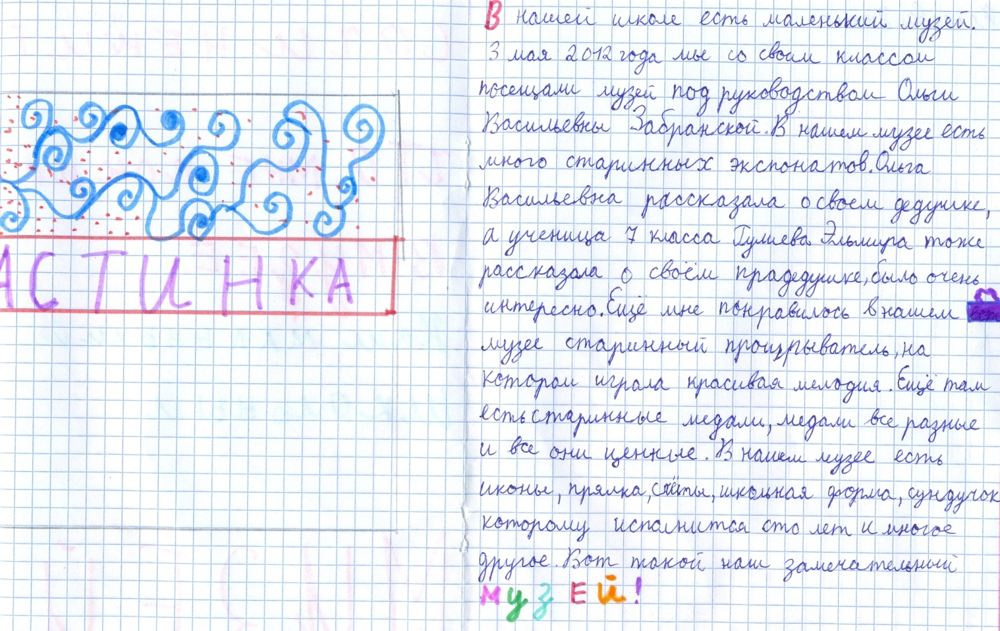 АСТИНКА
В нашей школе есть маленький музей.
3 мая 2012 года мы со своим классом
посещали музей под руководством Ольги
Васильевны Забранской. В нашем музее есть
много старинных экспонатов. Ольга
Васильевна рассказала о своем дедушке,
а ученица 7 класса Гулиева Эльмира тоже
рассказала о своём прадедушке, было очень
интересно. Ещё мне понравилось в нашем
музее старинный проигрыватель, на
котором играла красивая мелодия. Ещё там
есть старинные медали, медали все разные
и все они ценные. В нашем музее есть
иконы, прялка, счёты, школьная форма, сундучок
которому исполнится сто лет и многое
другое. Вот такой наш замечательный
музей!